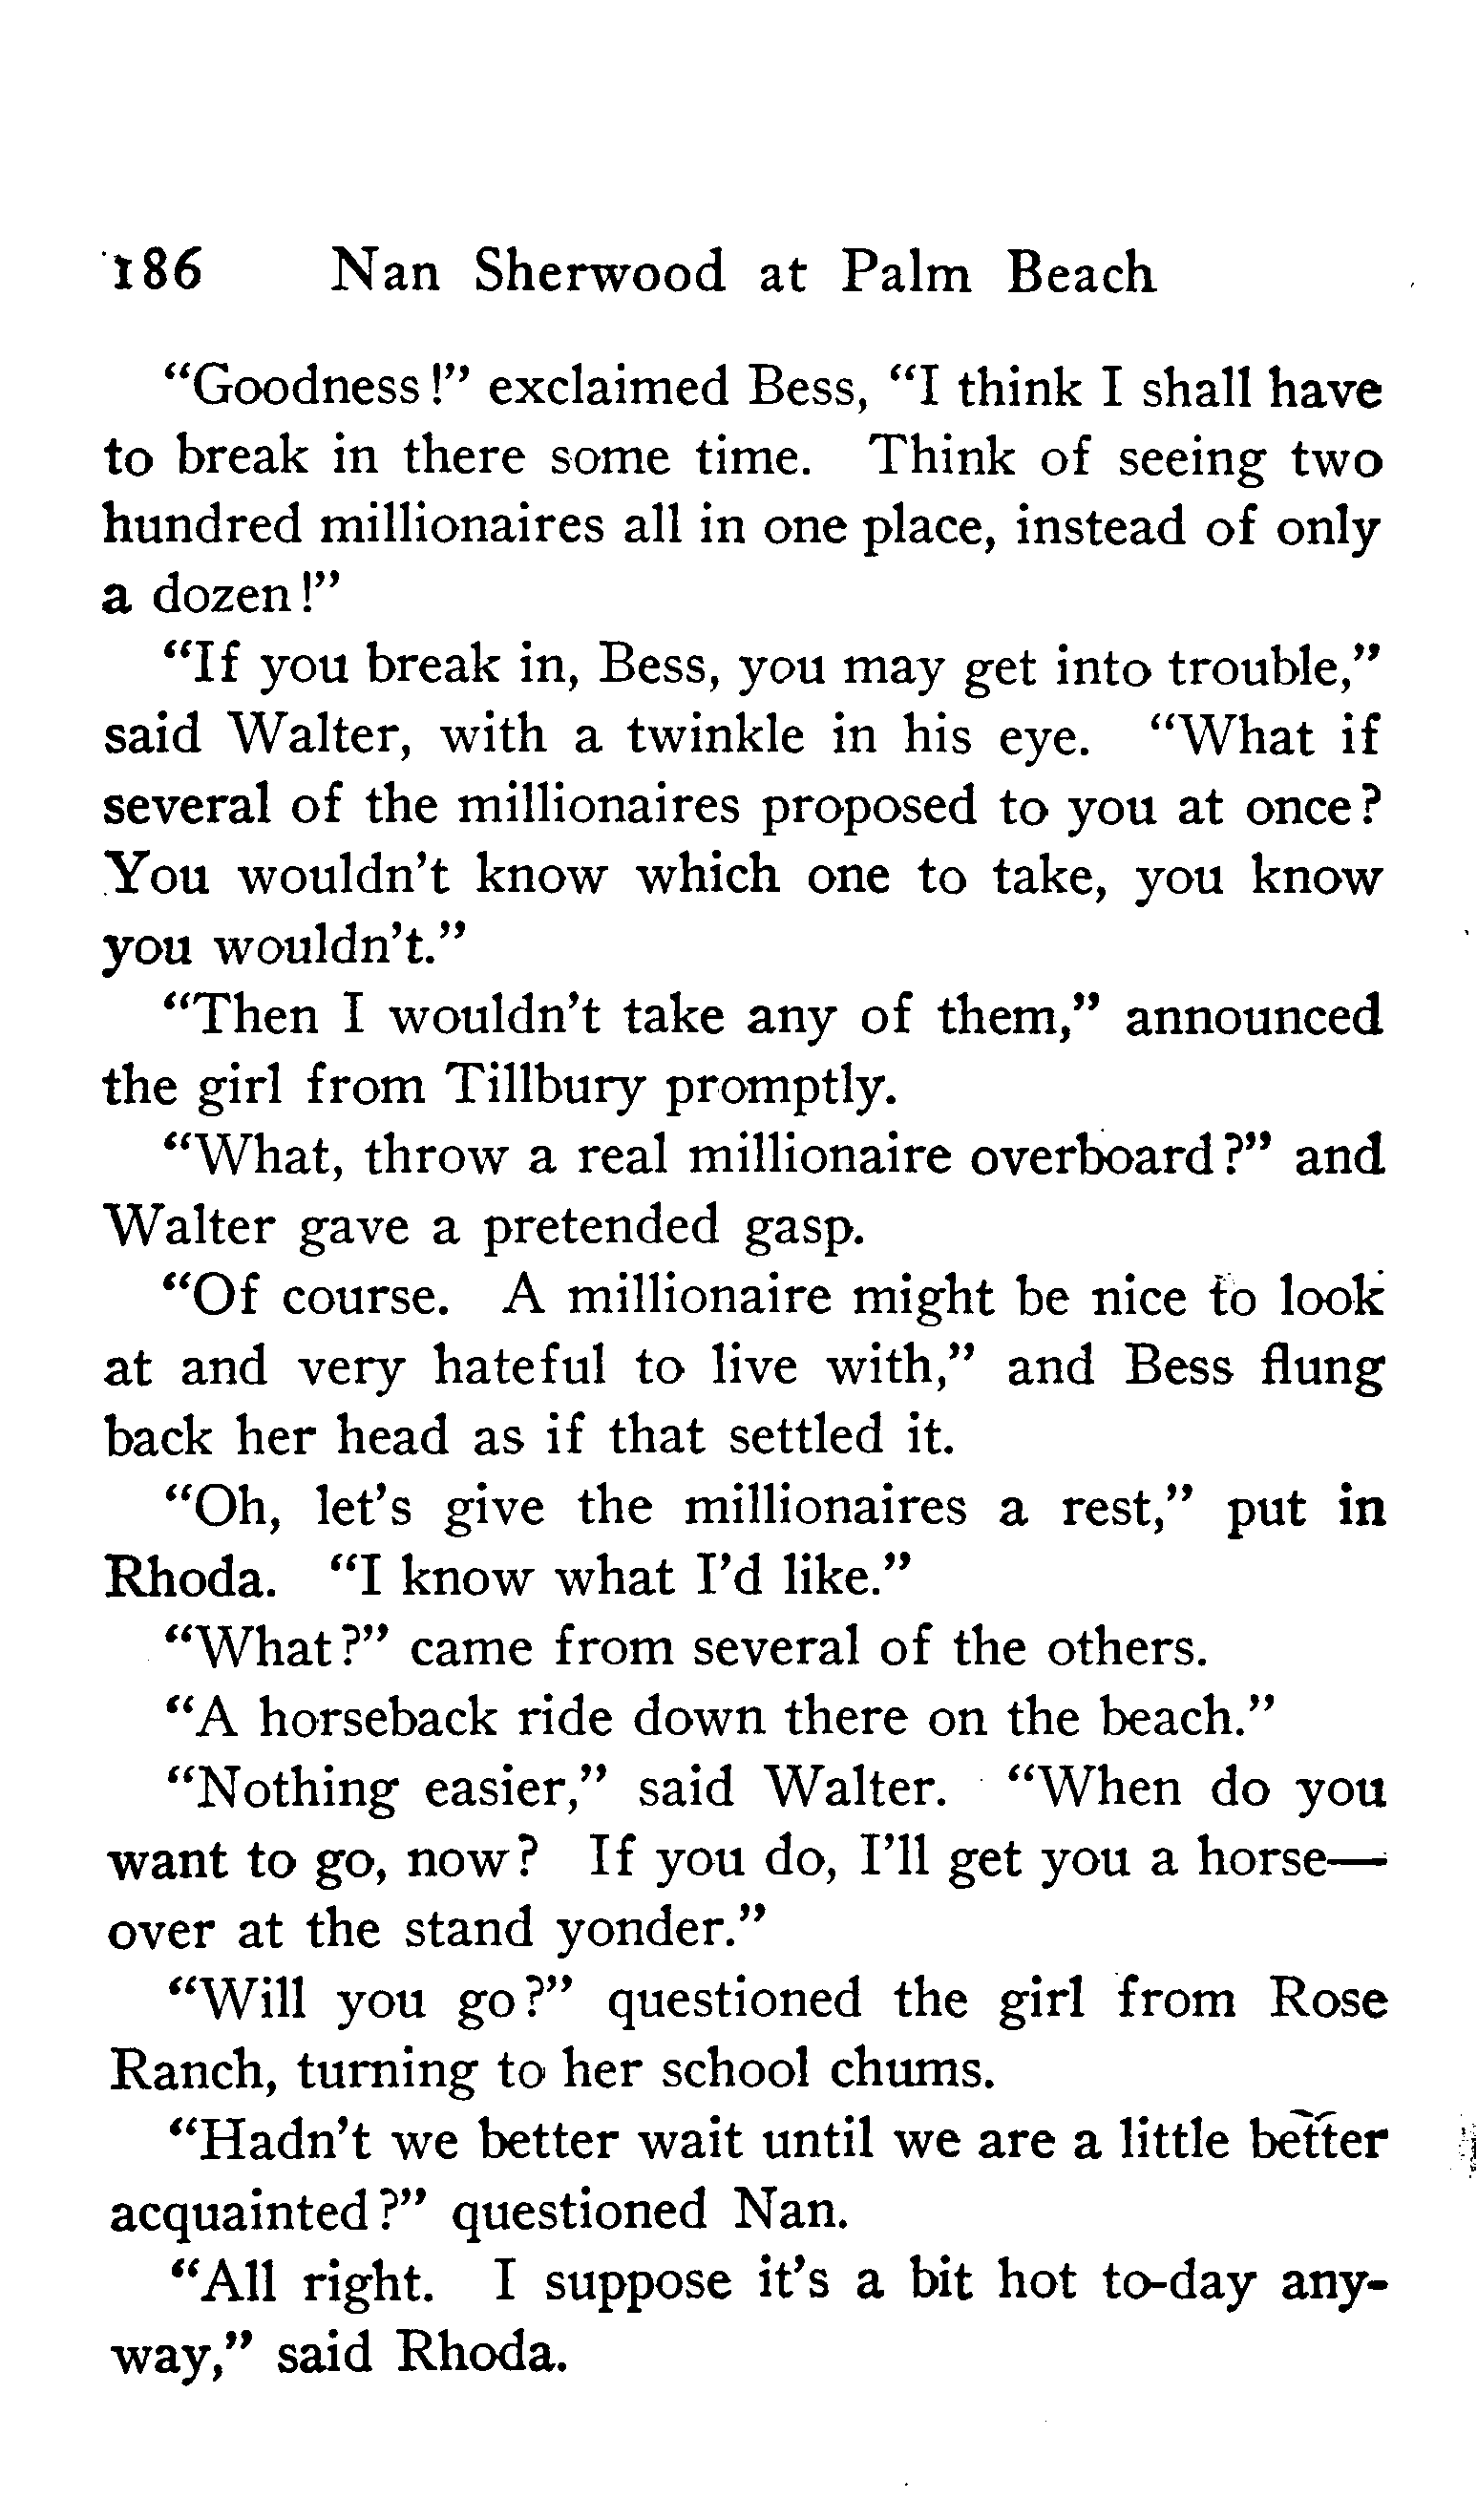 186 Nan Sherwood at Palm Beach
"Goodness!" exclaimed Bess, "I think I shall have
to break in there some time. Think of seeing two
hundred millionaires all in one place, instead of only
a dozen!"
"If you break in, Bess, you may get into trouble,"
said Walter, with a twinkle in his eye. "What if
several of the millionaires proposed to you at once?
You wouldn't know which one to take, you know
you wouldn't."
"Then I wouldn't take any of them," announced
the girl from Tillbury promptly.
"What, throw a real millionaire overboard?" and
Walter gave a pretended gasp.
"Of course. A millionaire might be nice to look
at and very hateful to live with," and Bess flung
back her head as if that settled it.
"Oh, let's give the millionaires a rest," put in
Rhoda. "I know what I'd like."
"What?" came from several of the others.
"A horseback ride down there on the beach."
"Nothing easier," said Walter. "When do you
want to go, now? If you do, I'll get you a horse—
over at the stand yonder."
"Will you go?" questioned the girl from Rose
Ranch, turning to her school chums.
"Hadn't we better wait until we are a little better
acquainted?" questioned Nan.
"All right. I suppose it's a bit hot to-day any-
way," said Rhoda.